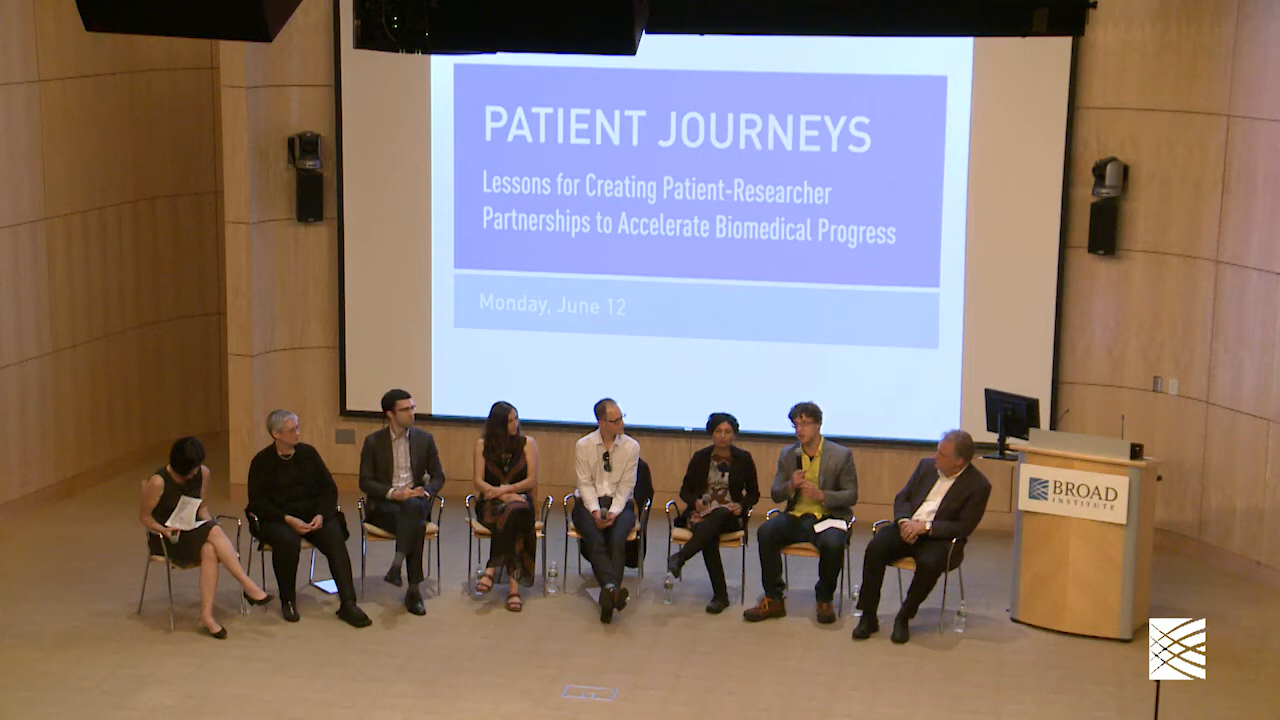 PATIENT JOURNEYS
Lessons for Creating Patient-Researcher
Partnerships to Accelerate Biomedical Progress
Monday, June 12
BROAD
INSTITUTE